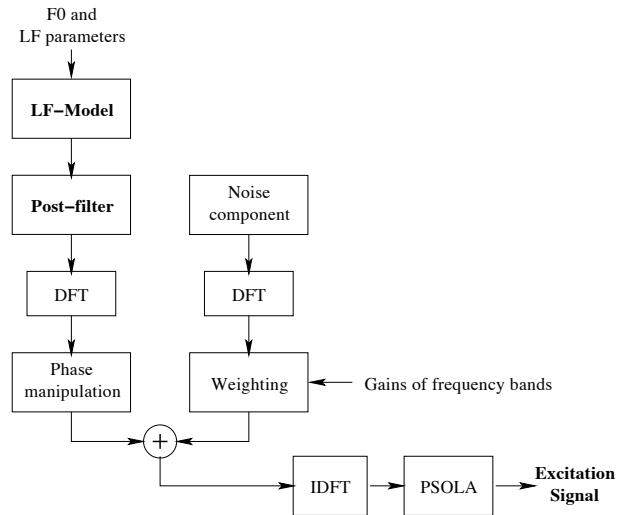 F0 and
LF parameters
LF−Model
Post−filter
Noise
component
DFT
DFT
Phase
manipulation
Weighting
Gains of frequency bands
+
IDFT
PSOLA
Excitation
Signal